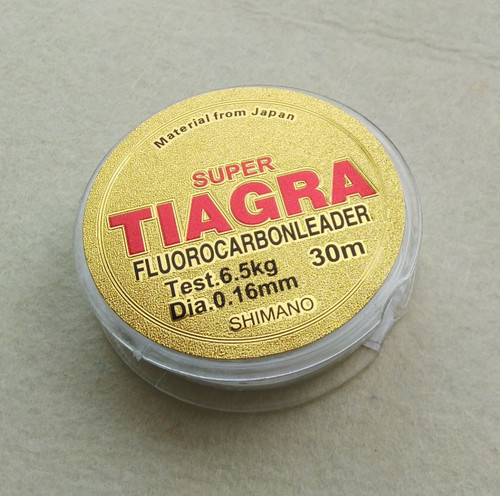 Material from Japan
SUPER
TIAGRA
FLUOROCARBONLEADER
Test.6.5kg 30m
Dia.0.16mm
SHIMANO